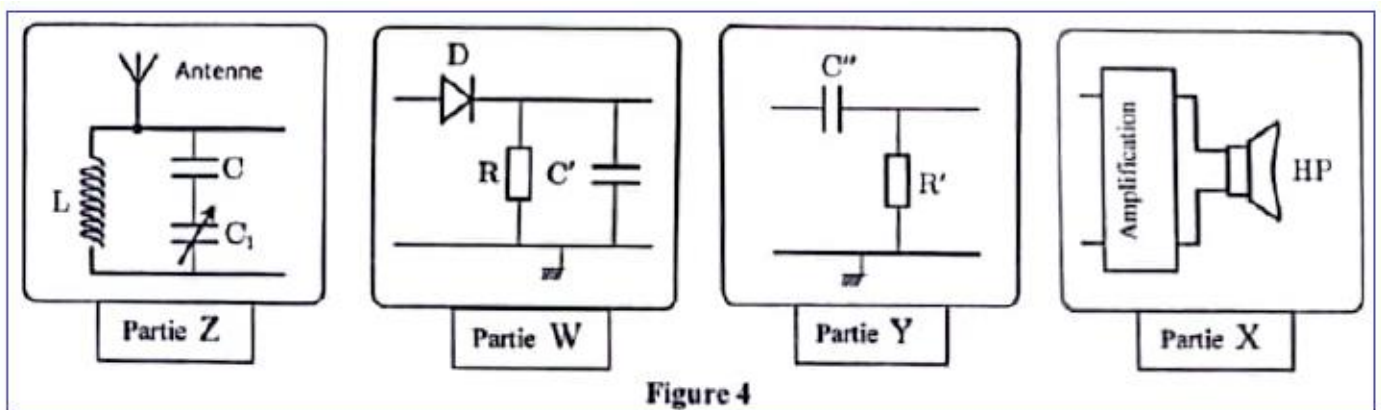 Antenne
L
C
C₁
Partie Z
D
R
C'
Partie W
C''
R'
Partie Y
Amplification
HP
Partie X
Figure 4